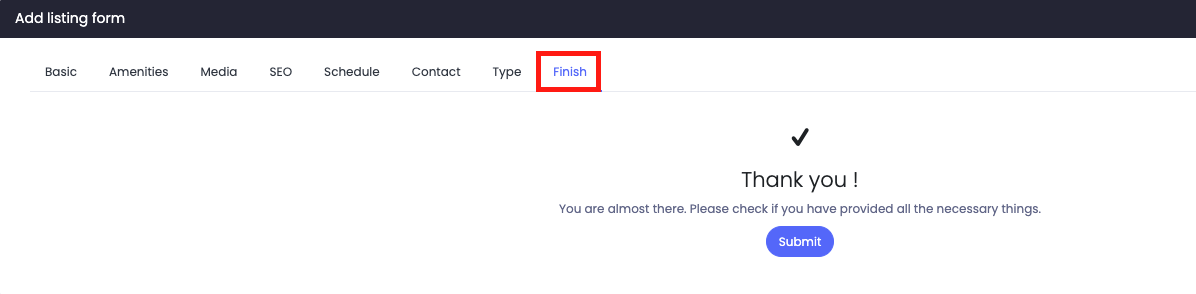 Add listing form
Basic Amenities Media SEO Schedule Contact Type Finish
Thank you !
You are almost there. Please check if you have provided all the necessary things.
Submit